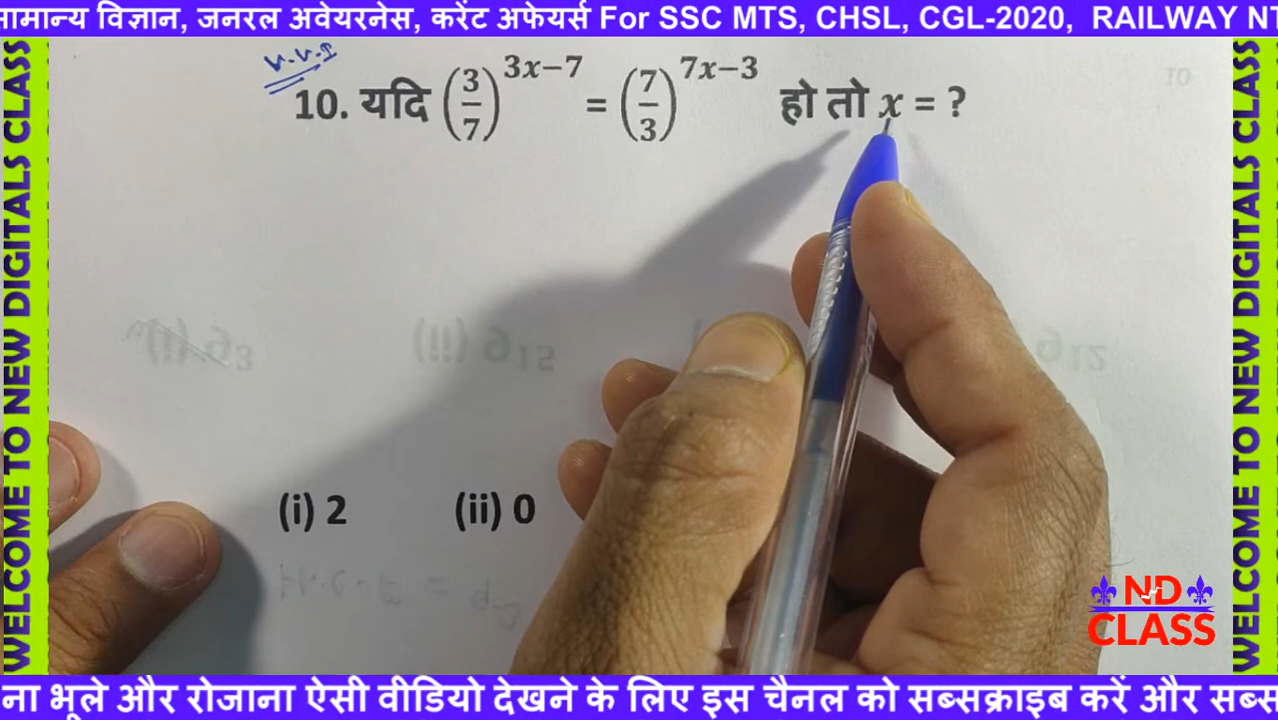 ामान्य विज्ञान, जनरल अवेयरनेस, करेंट अफेयर्स For SSC MTS, CHSL, CGL-2020, RAILWAY NT
WELCOME TO NEW DIGITALS CLASS
V.V.I
10. यदि (3/7)^(3x−7) = (7/3)^(7x−3) हो तो x = ?
(i) 2 (ii) 0
ND
CLASS
WELCOME TO NEW DIGITALS CLASS
ना भूले और रोजाना ऐसी वीडियो देखने के लिए इस चैनल को सब्सक्राइब करें और सब्स